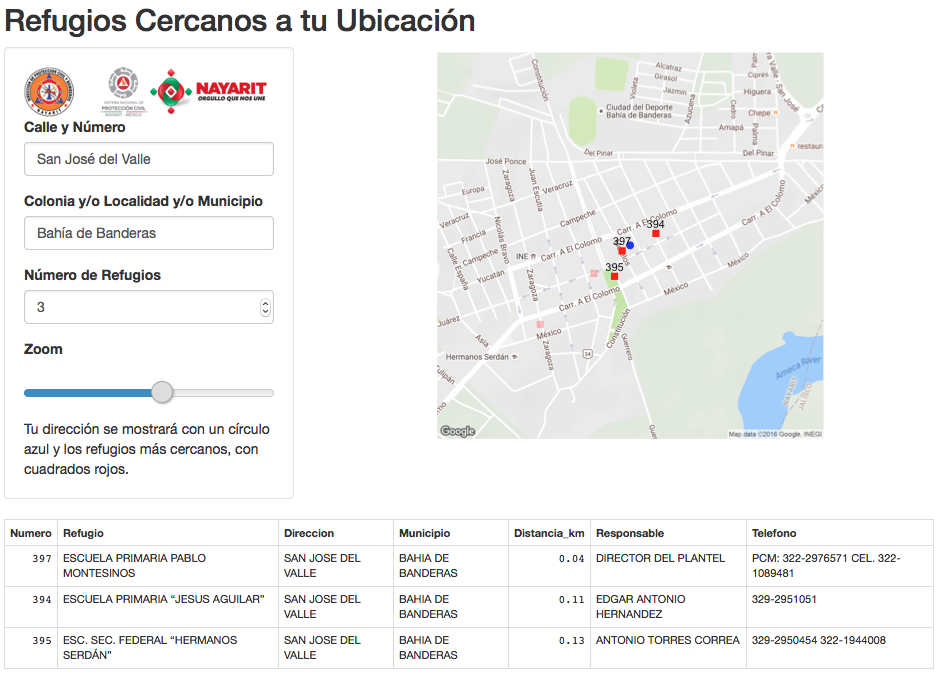 Refugios Cercanos a tu Ubicación
NAYARIT
ORGULLO QUE NOS UNE
PROTECCIÓN CIVIL
NAYARIT
Calle y Número
San José del Valle
Colonia y/o Localidad y/o Municipio
Bahía de Banderas
Número de Refugios
3
Zoom
Tu dirección se mostrará con un círculo
azul y los refugios más cercanos, con
cuadrados rojos.
Constitución
Alcatraz
Girasol
Jazmín
Violeta
Azucena
Ciprés
Higuera
Cedro
Chepe
Palma
Amapá
San José
Ciudad del Deporte
Bahía de Banderas
Del Pinar
Del Pinar
restaura
José Ponce
Europa
Zaragoza
Juan Escutia
Veracruz
Veracruz
Francia
Campeche
Nicolás Bravo
Campeche
Calle España
Yucatán
INE
Carr. A El Colomo
Carr. A El Colomo
Carr. A El Colomo
México
394
397
395
México
México
Zaragoza
Carr. A El Colomo
Juárez
Asia
México
Zaragoza
Constitución
Guerrero
34
Hermanos Serdán
Tulipán
Ameca River
NAYARIT
JALISCO
Google
Map data ©2016 Google, INEGI
Numero Refugio Direccion Municipio Distancia_km Responsable Telefono
397 ESCUELA PRIMARIA PABLO SAN JOSE DEL BAHIA DE 0.04 DIRECTOR DEL PLANTEL PCM: 322-2976571 CEL. 322-
MONTESINOS VALLE BANDERAS 1089481
394 ESCUELA PRIMARIA “JESUS AGUILAR” SAN JOSE DEL BAHIA DE 0.11 EDGAR ANTONIO 329-2951051
VALLE BANDERAS HERNANDEZ
395 ESC. SEC. FEDERAL “HERMANOS SAN JOSE DEL BAHIA DE 0.13 ANTONIO TORRES CORREA 329-2950454 322-1944008
SERDÁN” VALLE BANDERAS